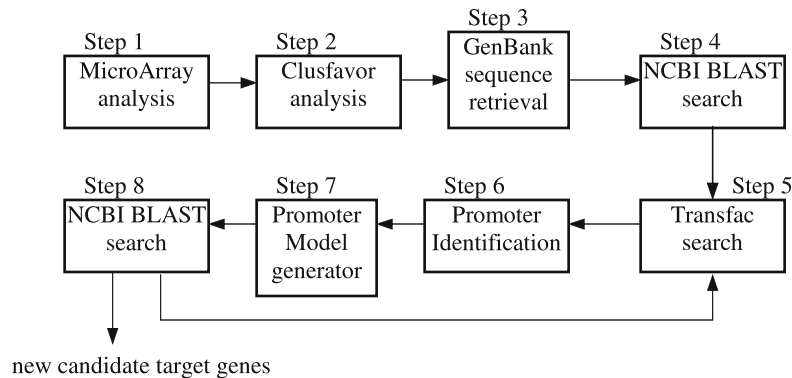 Step 1
MicroArray
analysis
Step 2
Clusfavor
analysis
Step 3
GenBank
sequence
retrieval
Step 4
NCBI BLAST
search
Step 5
Transfac
search
Step 6
Promoter
Identification
Step 7
Promoter
Model
generator
Step 8
NCBI BLAST
search
new candidate target genes